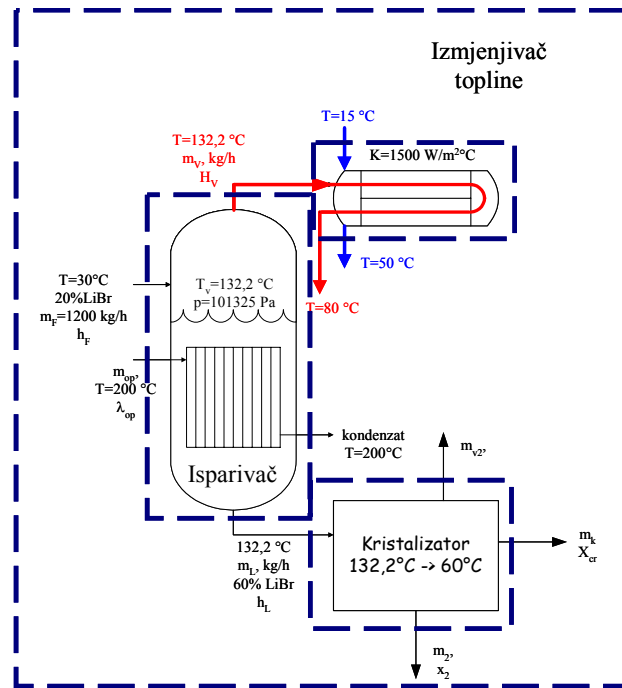 Izmjenjivač
topline
T=15 °C
K=1500 W/m²°C
T=132,2 °C
m_V, kg/h
H_V
T=50 °C
T=80 °C
T=30°C
20%LiBr
m_F=1200 kg/h
h_F
T_v=132,2 °C
p=101325 Pa
m_op,
T=200 °C
λ_op
kondenzat
T=200°C
Isparivač
132,2 °C
m_L, kg/h
60% LiBr
h_L
m_v2,
Kristalizator
132,2°C -> 60°C
m_k
X_cr
m_2,
x_2